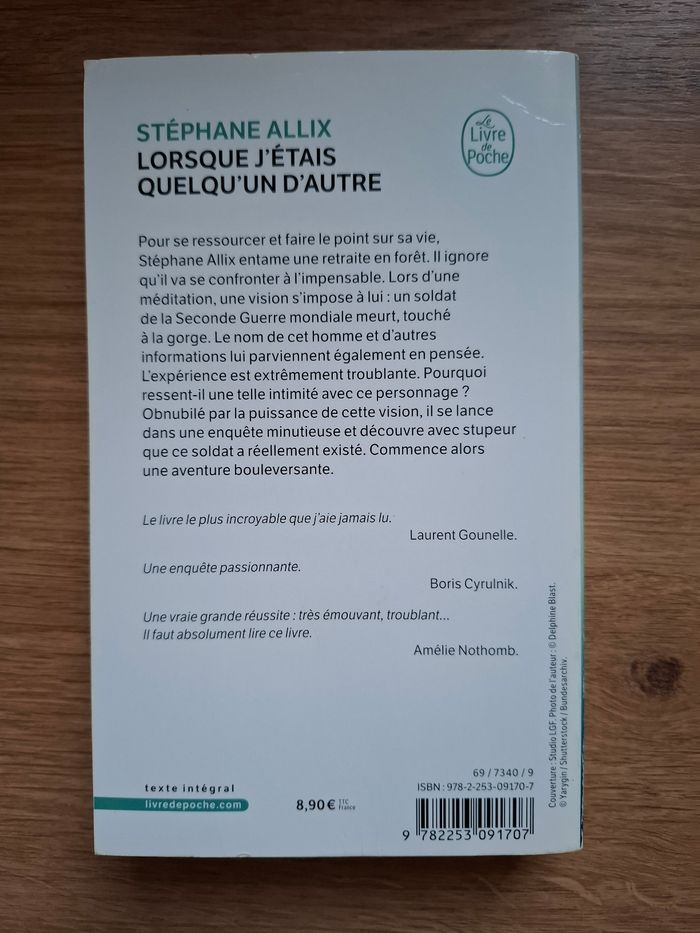 STÉPHANE ALLIX
LORSQUE J'ÉTAIS
QUELQU'UN D'AUTRE
Le
Livre
de
Poche
Pour se ressourcer et faire le point sur sa vie,
Stéphane Allix entame une retraite en forêt. Il ignore
qu'il va se confronter à l'impensable. Lors d'une
méditation, une vision s'impose à lui : un soldat
de la Seconde Guerre mondiale meurt, touché
à la gorge. Le nom de cet homme et d'autres
informations lui parviennent également en pensée.
L'expérience est extrêmement troublante. Pourquoi
ressent-il une telle intimité avec ce personnage ?
Obnubilé par la puissance de cette vision, il se lance
dans une enquête minutieuse et découvre avec stupeur
que ce soldat a réellement existé. Commence alors
une aventure bouleversante.
Le livre le plus incroyable que j'aie jamais lu.
Laurent Gounelle.
Une enquête passionnante.
Boris Cyrulnik.
Une vraie grande réussite : très émouvant, troublant...
Il faut absolument lire ce livre.
Amélie Nothomb.
Couverture : Studio LGF. Photo de l'auteur : © Delphine Blast.
© Yarygin / Shutterstock / Bundesarchiv.
texte intégral
livredepoche.com
8,90 € TTC
France
69 / 7340 / 9
ISBN : 978-2-253-09170-7
9 782253 091707